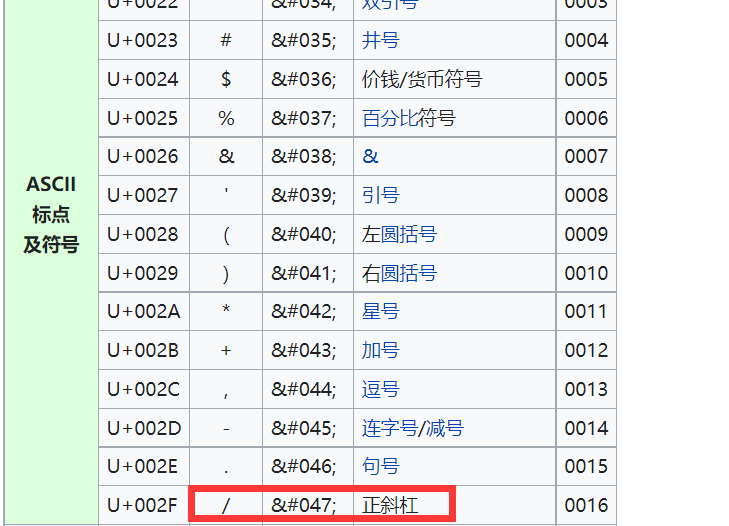 U+0022 &#034; 双引号 0003
U+0023 # &#035; 井号 0004
U+0024 $ &#036; 价钱/货币符号 0005
U+0025 % &#037; 百分比符号 0006
U+0026 & &#038; & 0007
ASCII
标点
及符号
U+0027 ' &#039; 引号 0008
U+0028 ( &#040; 左圆括号 0009
U+0029 ) &#041; 右圆括号 0010
U+002A * &#042; 星号 0011
U+002B + &#043; 加号 0012
U+002C , &#044; 逗号 0013
U+002D - &#045; 连字号/减号 0014
U+002E . &#046; 句号 0015
U+002F / &#047; 正斜杠 0016